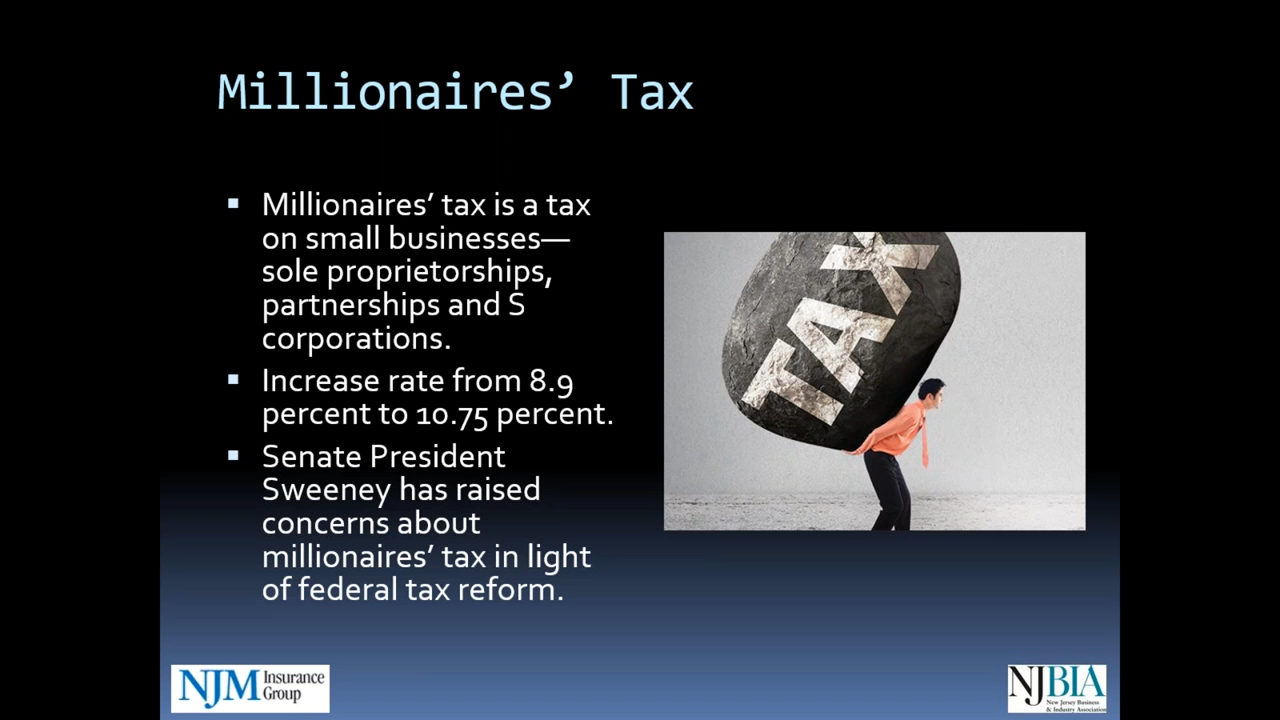 Millionaires’ Tax
▪ Millionaires’ tax is a tax
on small businesses—
sole proprietorships,
partnerships and S
corporations.
▪ Increase rate from 8.9
percent to 10.75 percent.
▪ Senate President
Sweeney has raised
concerns about
millionaires’ tax in light
of federal tax reform.
TAX
NJM Insurance
Group
NJBIA
New Jersey Business
& Industry Association